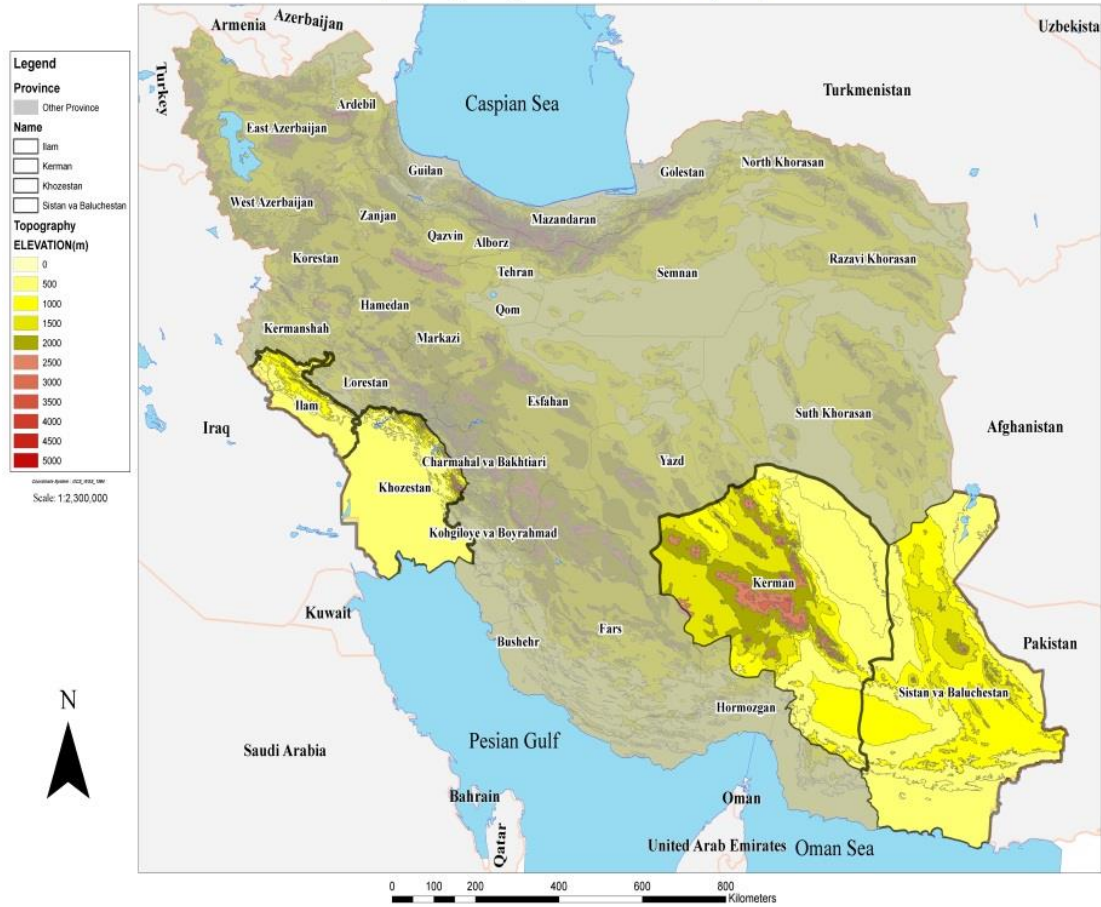 Legend
Province
Other Province
Name
Ilam
Kerman
Khozestan
Sistan va Baluchestan
Topography
ELEVATION(m)
0
500
1000
1500
2000
2500
3000
3500
4000
4500
5000
Scale: 1:2,300,000
N
Armenia
Azerbaijan
Uzbekista
Turkey
Caspian Sea
Turkmenistan
Ardebil
East Azerbaijan
Guilan
Golestan
North Khorasan
West Azerbaijan
Zanjan
Mazandaran
Qazvin
Alborz
Korestan
Tehran
Semnan
Razavi Khorasan
Hamedan
Qom
Kermanshah
Markazi
Lorestan
Ilam
Esfahan
Suth Khorasan
Iraq
Afghanistan
Charmahal va Bakhtiari
Yazd
Khozestan
Kohgiloye va Boyrahmad
Kerman
Kuwait
Fars
Bushehr
Pakistan
Sistan va Baluchestan
Hormozgan
Saudi Arabia
Pesian Gulf
Bahrain
Qatar
Oman
United Arab Emirates
Oman Sea
0 100 200 400 600 800
Kilometers